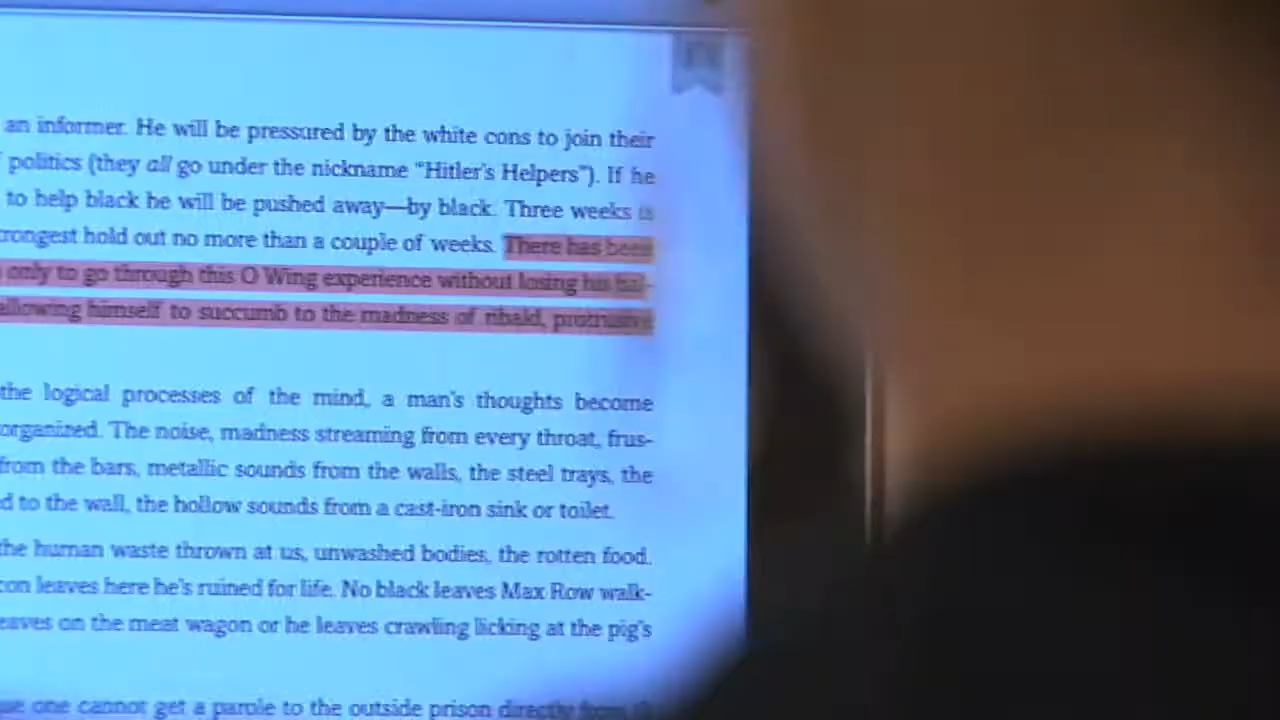 an informer. He will be pressured by the white cons to join their
politics (they all go under the nickname "Hitler's Helpers"). If he
to help black he will be pushed away—by black. Three weeks is
rongest hold out no more than a couple of weeks. There has been
only to go through this O Wing experience without losing his bal-
allowing himself to succumb to the madness of ribald, protrusive
the logical processes of the mind, a man's thoughts become
organized. The noise, madness streaming from every throat, frus-
from the bars, metallic sounds from the walls, the steel trays, the
d to the wall, the hollow sounds from a cast-iron sink or toilet.
the human waste thrown at us, unwashed bodies, the rotten food.
con leaves here he's ruined for life. No black leaves Max Row walk-
eaves on the meat wagon or he leaves crawling licking at the pig's
one cannot get a parole to the outside prison directly from